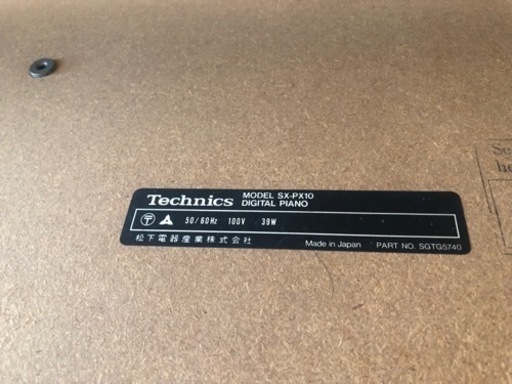 Technics MODEL SX-PX10
DIGITAL PIANO
〒 50/60Hz 100V 39W
松下電器産業株式会社 Made in Japan PART NO. SGTG5740